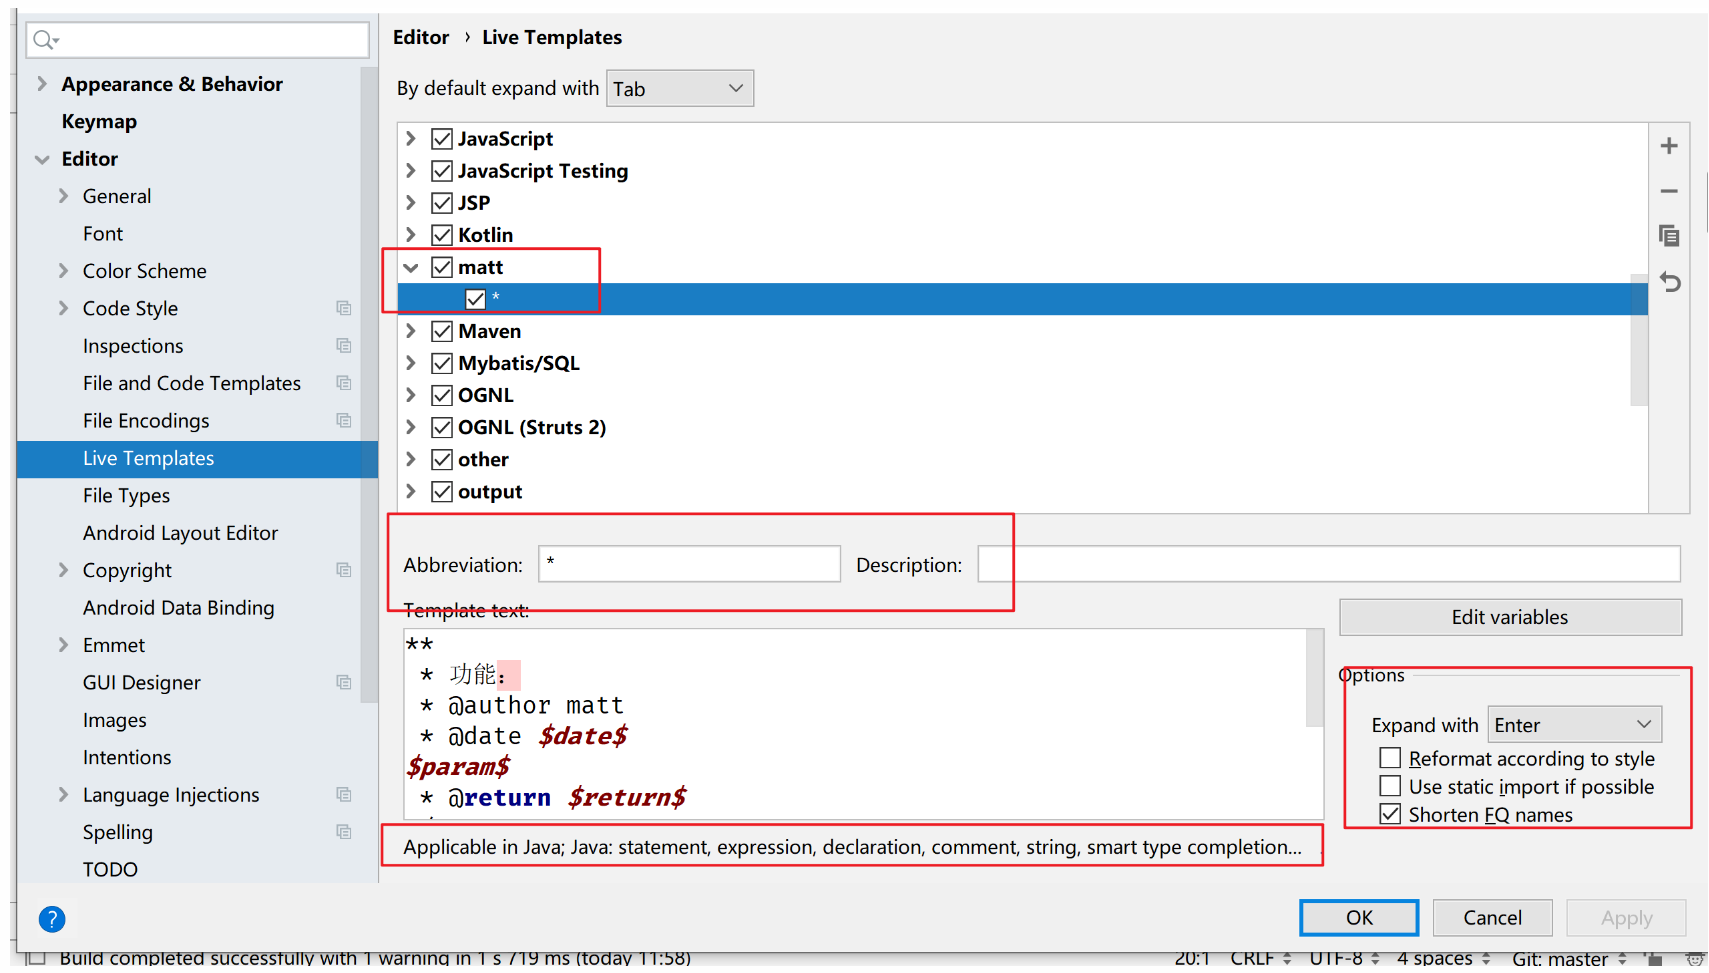 Editor › Live Templates
Appearance & Behavior
Keymap
Editor
General
Font
Color Scheme
Code Style
Inspections
File and Code Templates
File Encodings
Live Templates
File Types
Android Layout Editor
Copyright
Android Data Binding
Emmet
GUI Designer
Images
Intentions
Language Injections
Spelling
TODO
By default expand with Tab
JavaScript
JavaScript Testing
JSP
Kotlin
matt
*
Maven
Mybatis/SQL
OGNL
OGNL (Struts 2)
other
output
Abbreviation: * Description:
Template text:
**
* 功能：
* @author matt
* @date $date$
$param$
* @return $return$
Edit variables
Options
Expand with Enter
Reformat according to style
Use static import if possible
Shorten FQ names
Applicable in Java; Java: statement, expression, declaration, comment, string, smart type completion...
?
OK Cancel Apply
Build completed successfully with 1 warning in 1 s 719 ms (today 11:58) 20:1 CRLF UTF-8 4 spaces Git: master